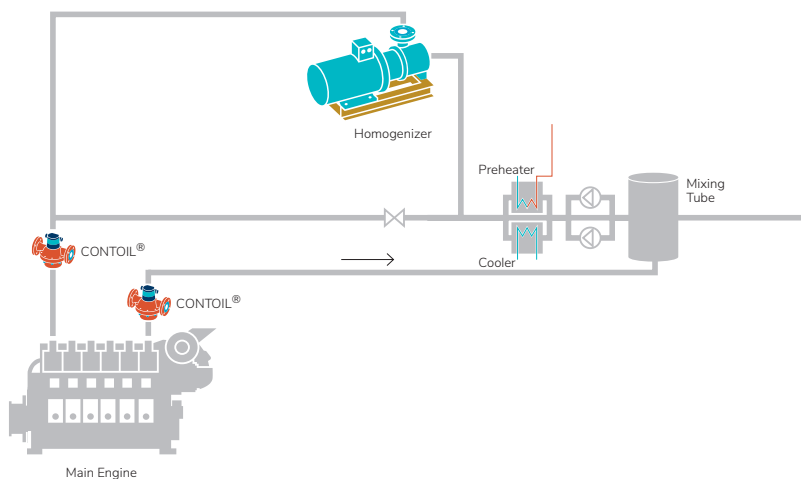 Homogenizer
Preheater
Mixing
Tube
CONTOIL®
Cooler
CONTOIL®
Main Engine